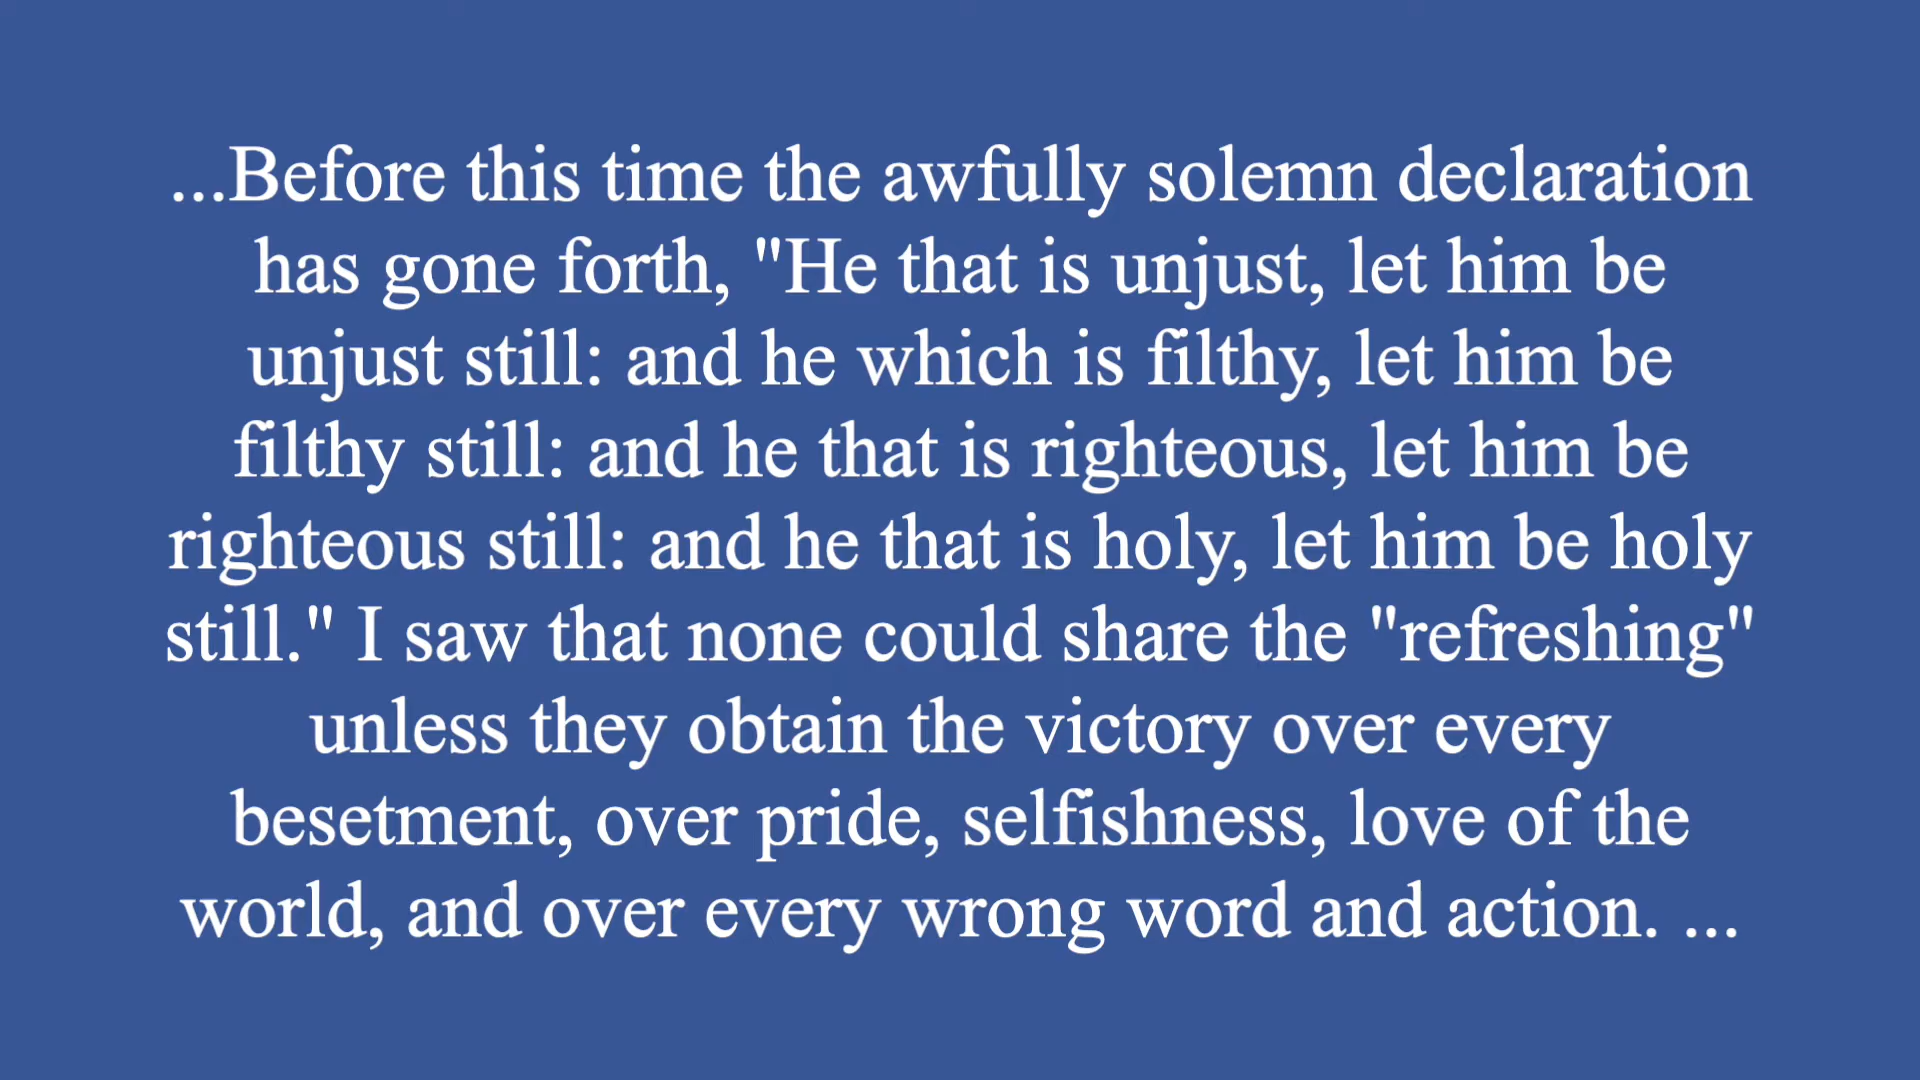 ...Before this time the awfully solemn declaration
has gone forth, "He that is unjust, let him be
unjust still: and he which is filthy, let him be
filthy still: and he that is righteous, let him be
righteous still: and he that is holy, let him be holy
still." I saw that none could share the "refreshing"
unless they obtain the victory over every
besetment, over pride, selfishness, love of the
world, and over every wrong word and action. ...